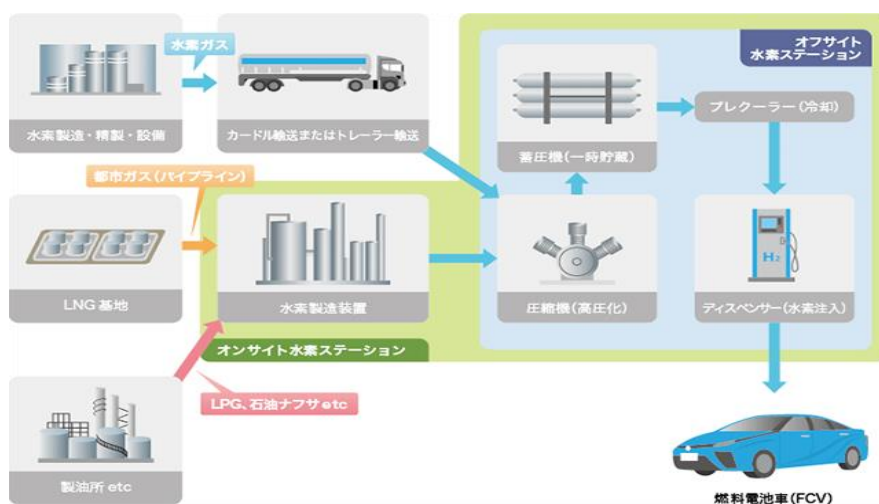 水素ガス
オフサイト
水素ステーション
水素製造・精製・設備
カードル輸送またはトレーラー輸送
蓄圧機(一時貯蔵)
プレクーラー(冷却)
都市ガス(パイプライン)
LNG 基地
水素製造装置
圧縮機(高圧化)
H₂
ディスペンサー(水素注入)
オンサイト水素ステーション
LPG、石油ナフサ etc
製油所 etc
燃料電池車(FCV)